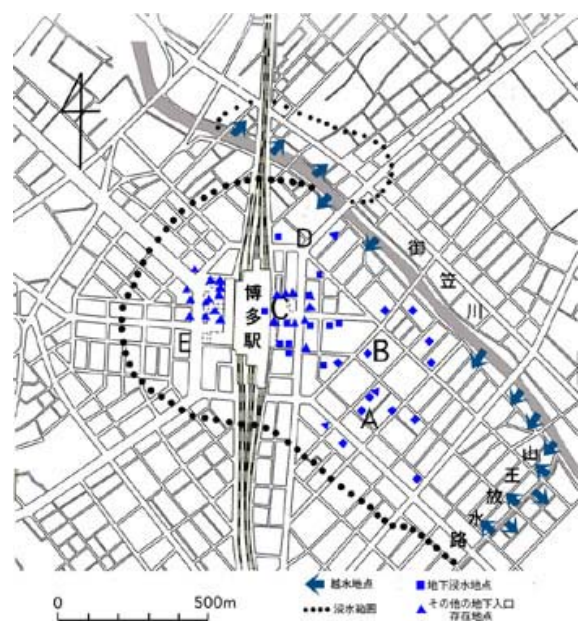 D
御
笠
川
博
多
駅
C
B
E
A
山
王
放
水
路
越水地点
地下浸水地点
浸水範囲
その他の地下入口
存在地点
0
500m